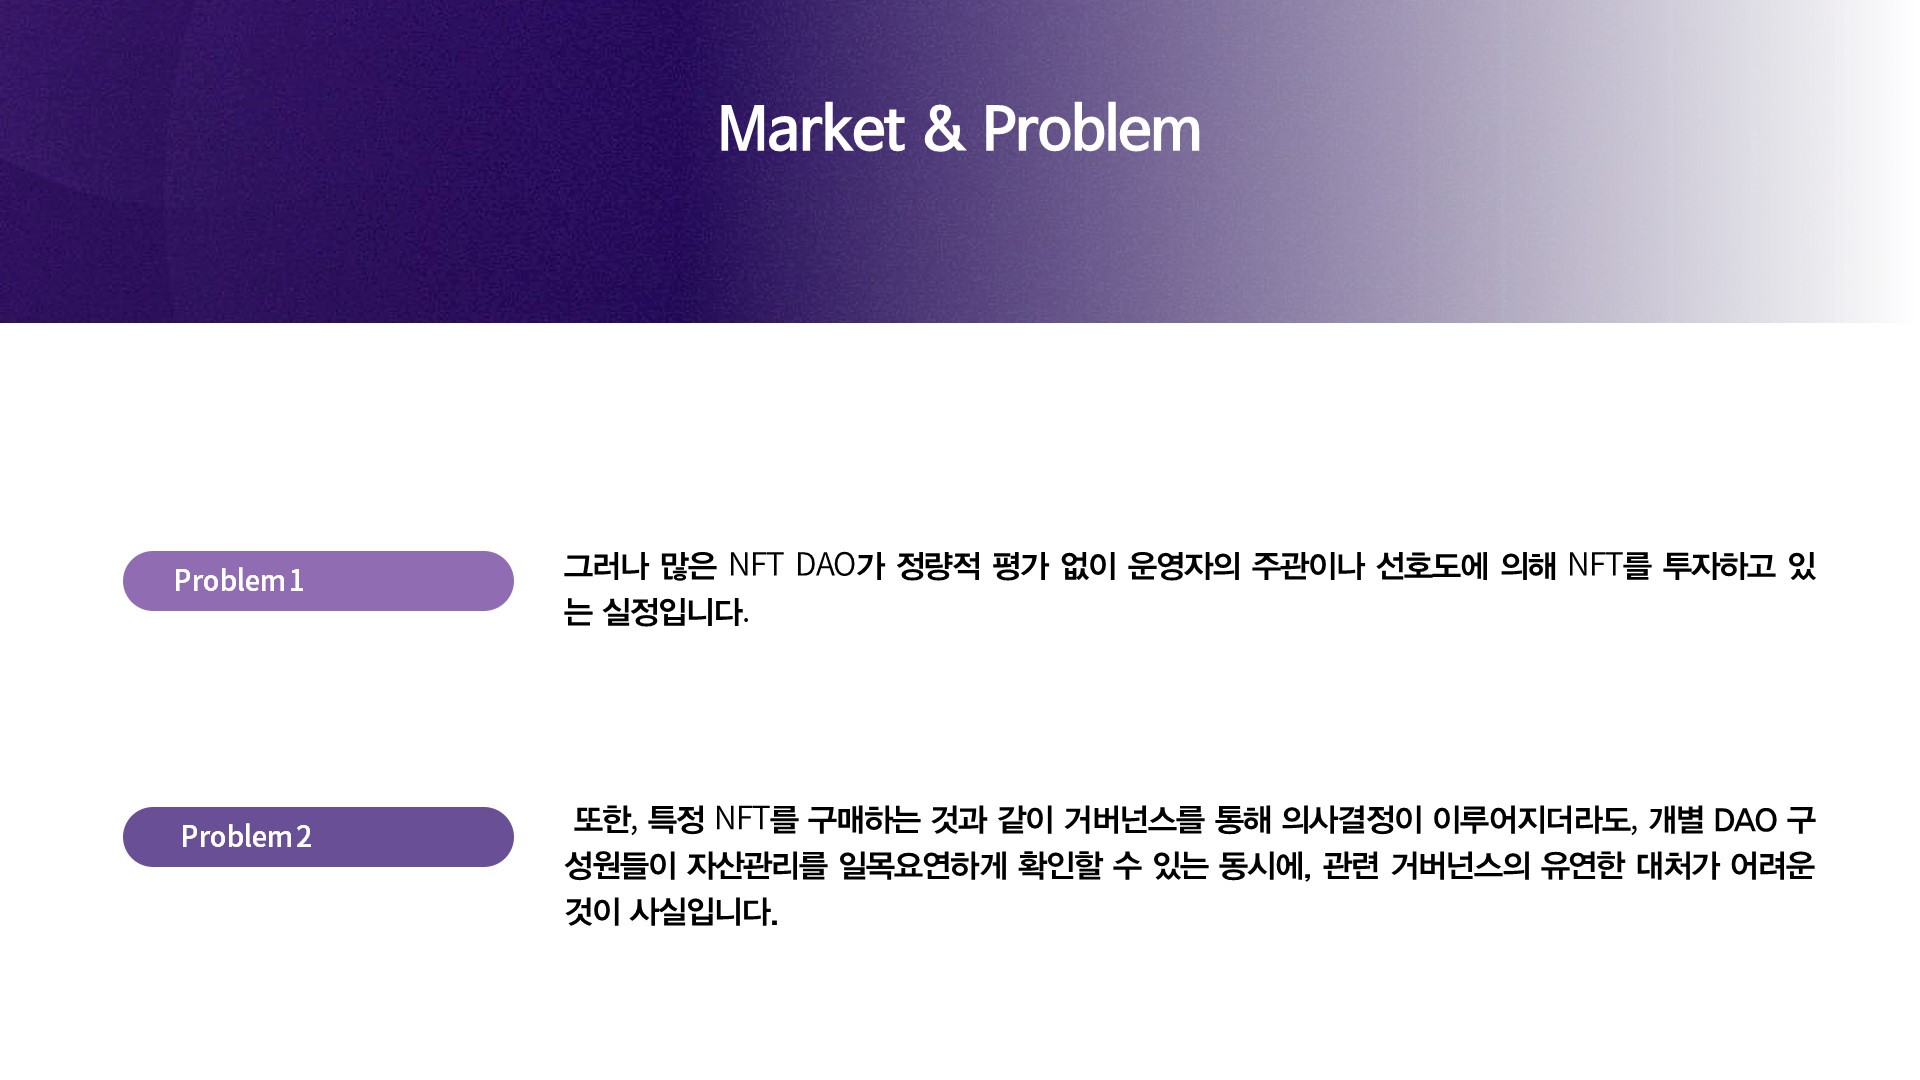 Market & Problem
Problem 1
그러나 많은 NFT DAO가 정량적 평가 없이 운영자의 주관이나 선호도에 의해 NFT를 투자하고 있
는 실정입니다.
Problem 2
또한, 특정 NFT를 구매하는 것과 같이 거버넌스를 통해 의사결정이 이루어지더라도, 개별 DAO 구
성원들이 자산관리를 일목요연하게 확인할 수 있는 동시에, 관련 거버넌스의 유연한 대처가 어려운
것이 사실입니다.